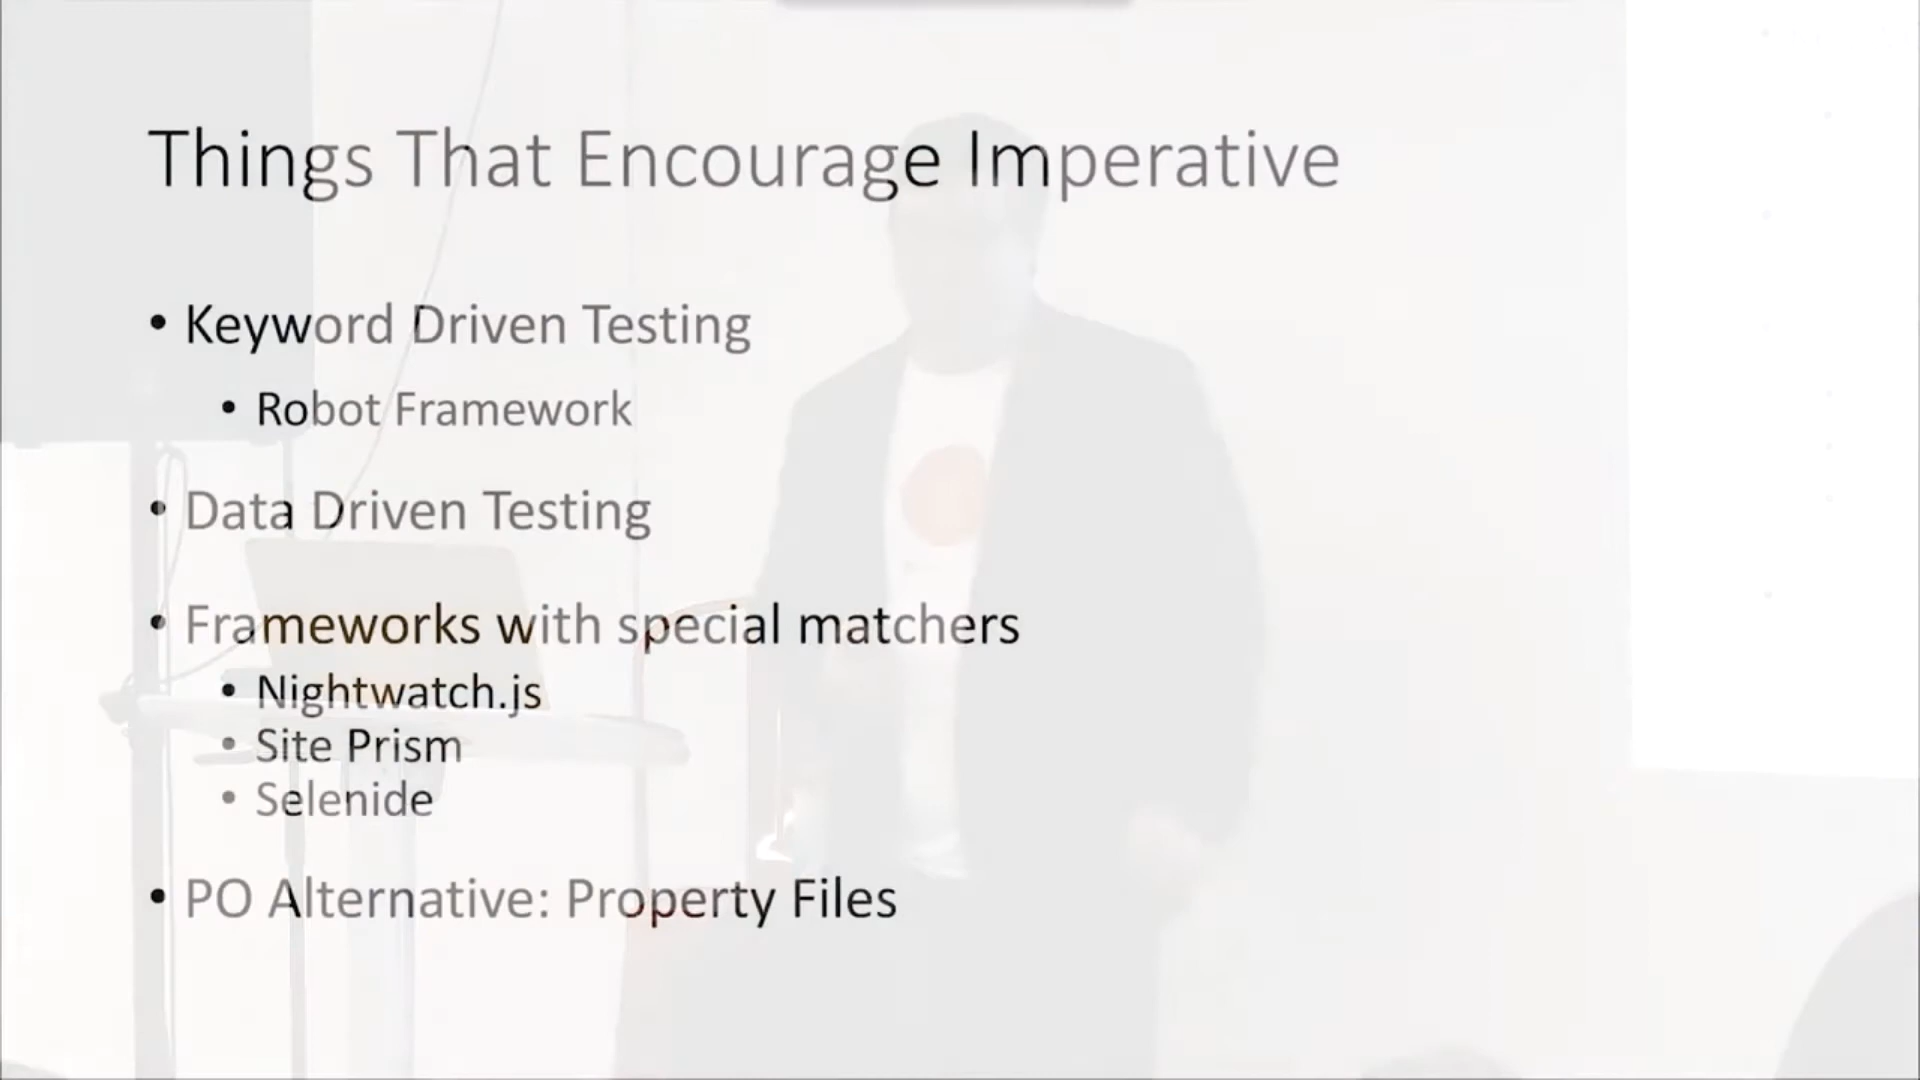 Things That Encourage Imperative
• Keyword Driven Testing
• Robot Framework
• Data Driven Testing
• Frameworks with special matchers
• Nightwatch.js
• Site Prism
• Selenide
• PO Alternative: Property Files